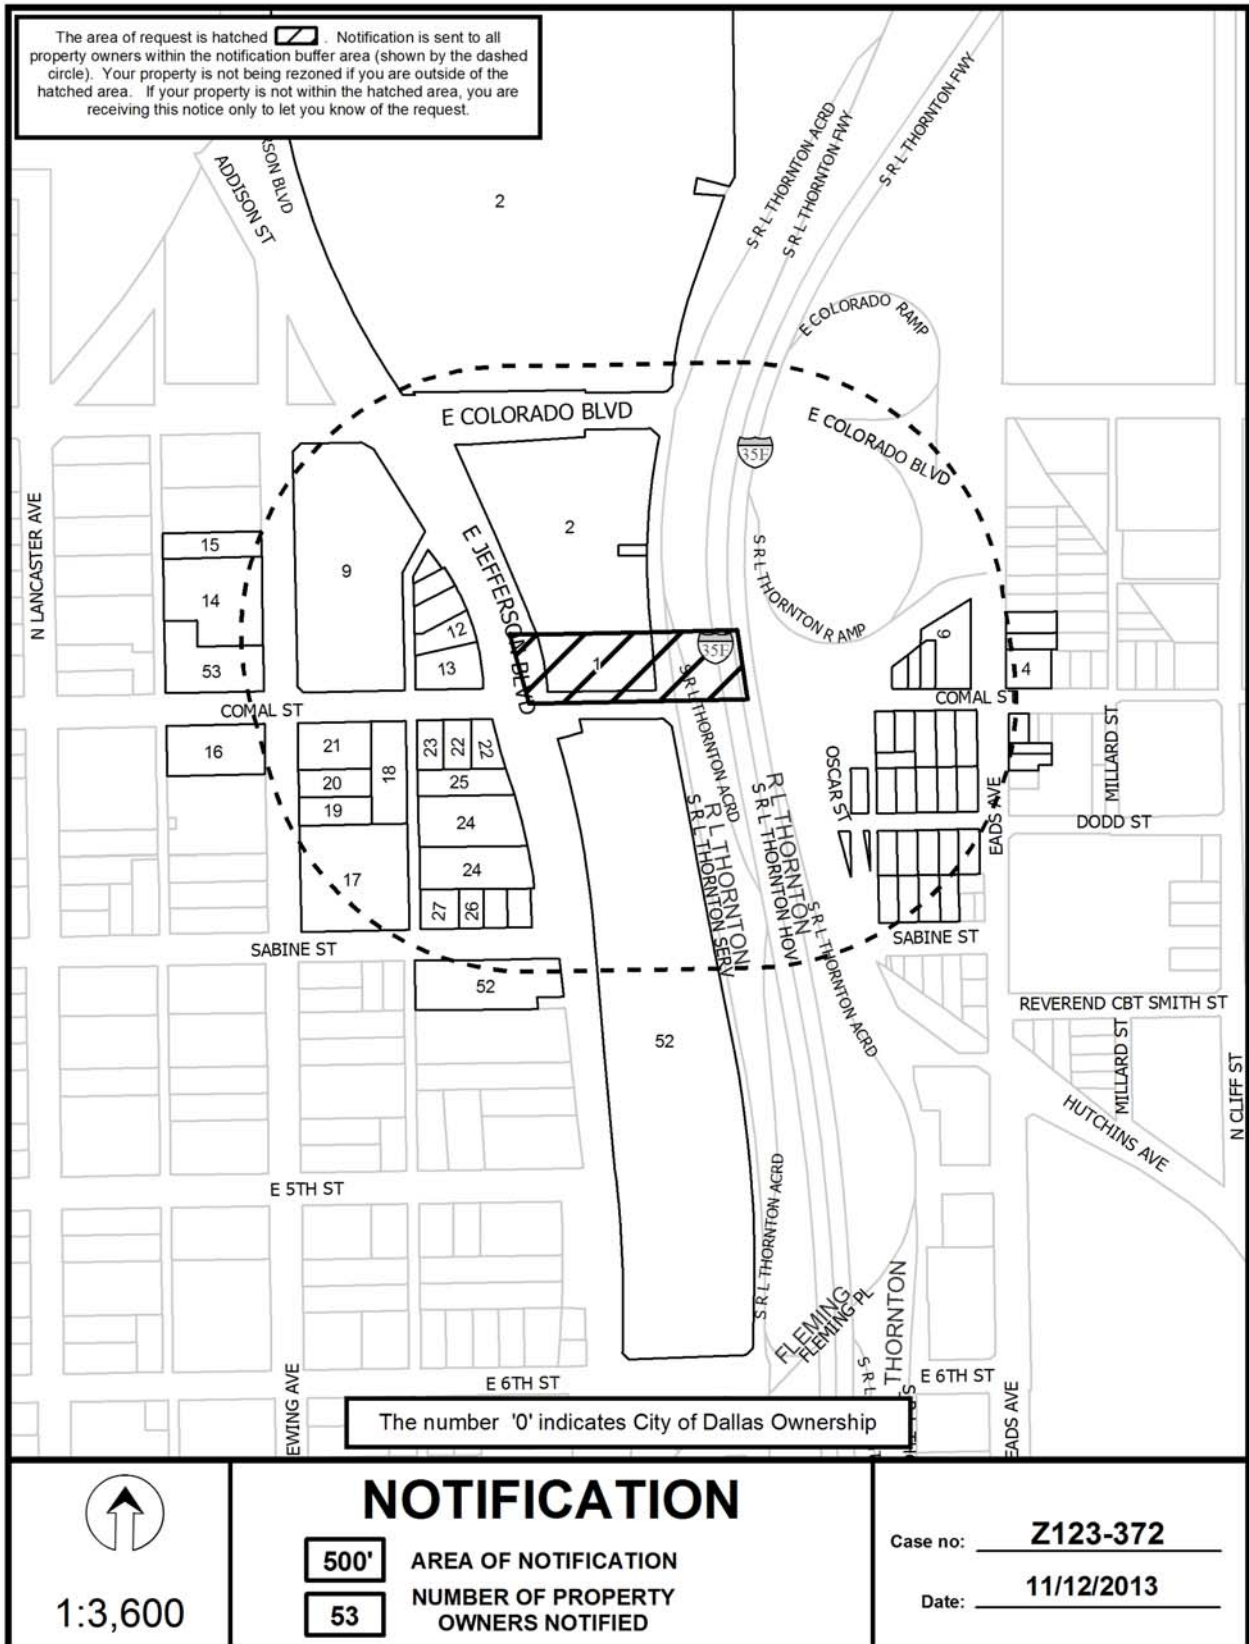 The area of request is hatched . Notification is sent to all
property owners within the notification buffer area (shown by the dashed
circle). Your property is not being rezoned if you are outside of the
hatched area. If your property is not within the hatched area, you are
receiving this notice only to let you know of the request.
RSON BLVD
ADDISON ST
2
S R L THORNTON ACRD
S R L THORNTON FWY
S R L THORNTON FWY
E COLORADO RAMP
E COLORADO BLVD
E COLORADO BLVD
35E
N LANCASTER AVE
15
9
2
E JEFFERSON BLVD
S R L THORNTON RAMP
14
12
53
13
1
35E
6
4
COMAL ST
COMAL ST
16
21
20
19
18
23
22
22
25
24
24
17
27
26
S R L THORNTON ACRD
R L THORNTON
S R L THORNTON SERV
R L THORNTON
S R L THORNTON HOV
S R L THORNTON ACRD
OSCAR ST
EADS AVE
MILLARD ST
DODD ST
SABINE ST
SABINE ST
52
52
REVEREND CBT SMITH ST
MILLARD ST
HUTCHINS AVE
N CLIFF ST
E 5TH ST
S R L THORNTON ACRD
FLEMING
FLEMING PL
THORNTON
S R L
E 6TH ST
E 6TH ST
EWING AVE
EADS AVE
The number '0' indicates City of Dallas Ownership
1:3,600
NOTIFICATION
500' AREA OF NOTIFICATION
53 NUMBER OF PROPERTY
OWNERS NOTIFIED
Case no: Z123-372
Date: 11/12/2013